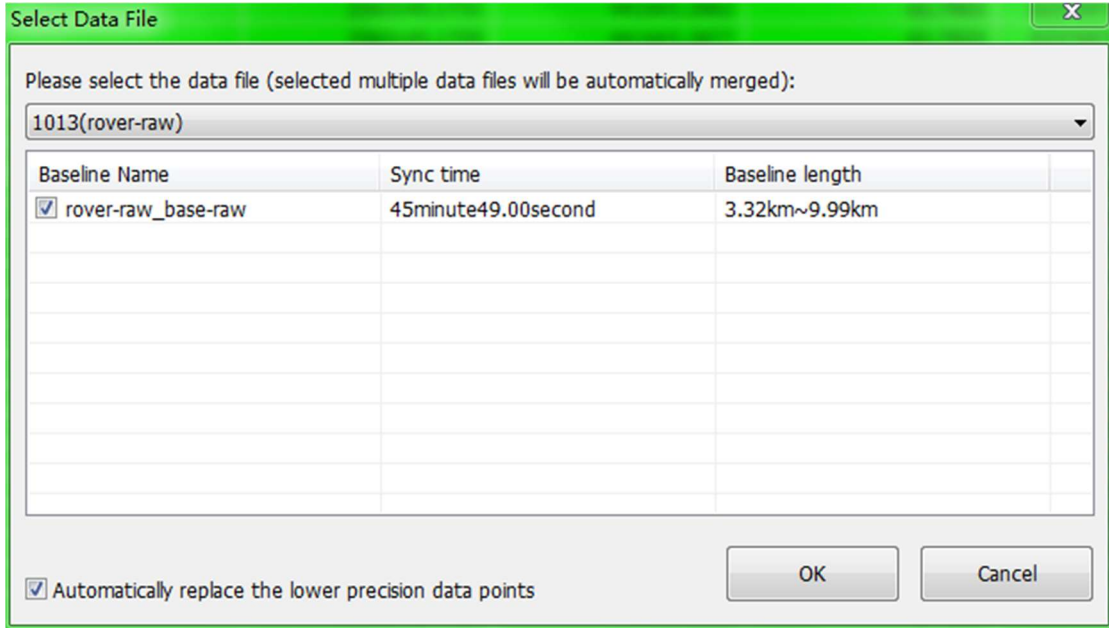 Select Data File
Please select the data file (selected multiple data files will be automatically merged):
1013(rover-raw)
Baseline Name Sync time Baseline length
rover-raw_base-raw 45minute49.00second 3.32km~9.99km
Automatically replace the lower precision data points
OK Cancel